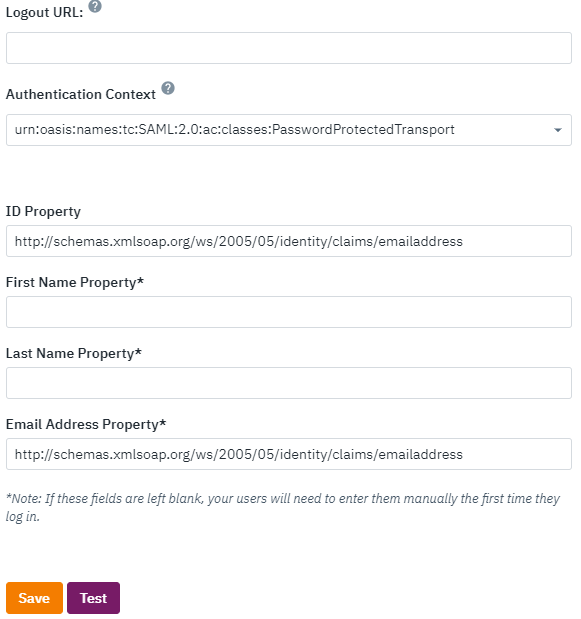 Logout URL: ?
Authentication Context ?
urn:oasis:names:tc:SAML:2.0:ac:classes:PasswordProtectedTransport
ID Property
http://schemas.xmlsoap.org/ws/2005/05/identity/claims/emailaddress
First Name Property*
Last Name Property*
Email Address Property*
http://schemas.xmlsoap.org/ws/2005/05/identity/claims/emailaddress
*Note: If these fields are left blank, your users will need to enter them manually the first time they
log in.
Save Test